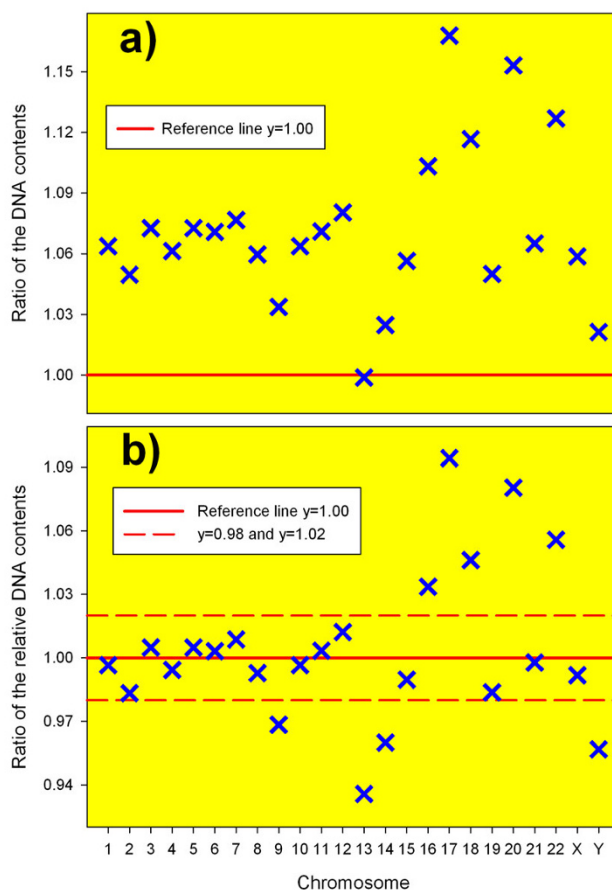 a)
1.15
1.12
1.09
1.06
1.03
1.00
Ratio of the DNA contents
Reference line y=1.00
b)
1.09
1.06
1.03
1.00
0.97
0.94
Ratio of the relative DNA contents
Reference line y=1.00
y=0.98 and y=1.02
1 2 3 4 5 6 7 8 9 10 11 12 13 14 15 16 17 18 19 20 21 22 X Y
Chromosome